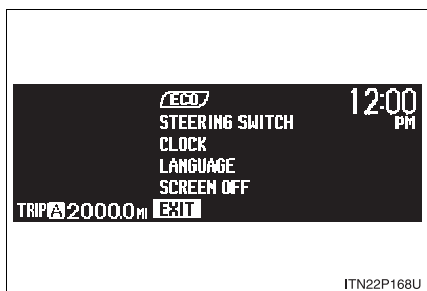 ECO 12:00
STEERING SWITCH PM
CLOCK
LANGUAGE
SCREEN OFF
TRIP A 2000.0 MI EXIT
ITN22P168U